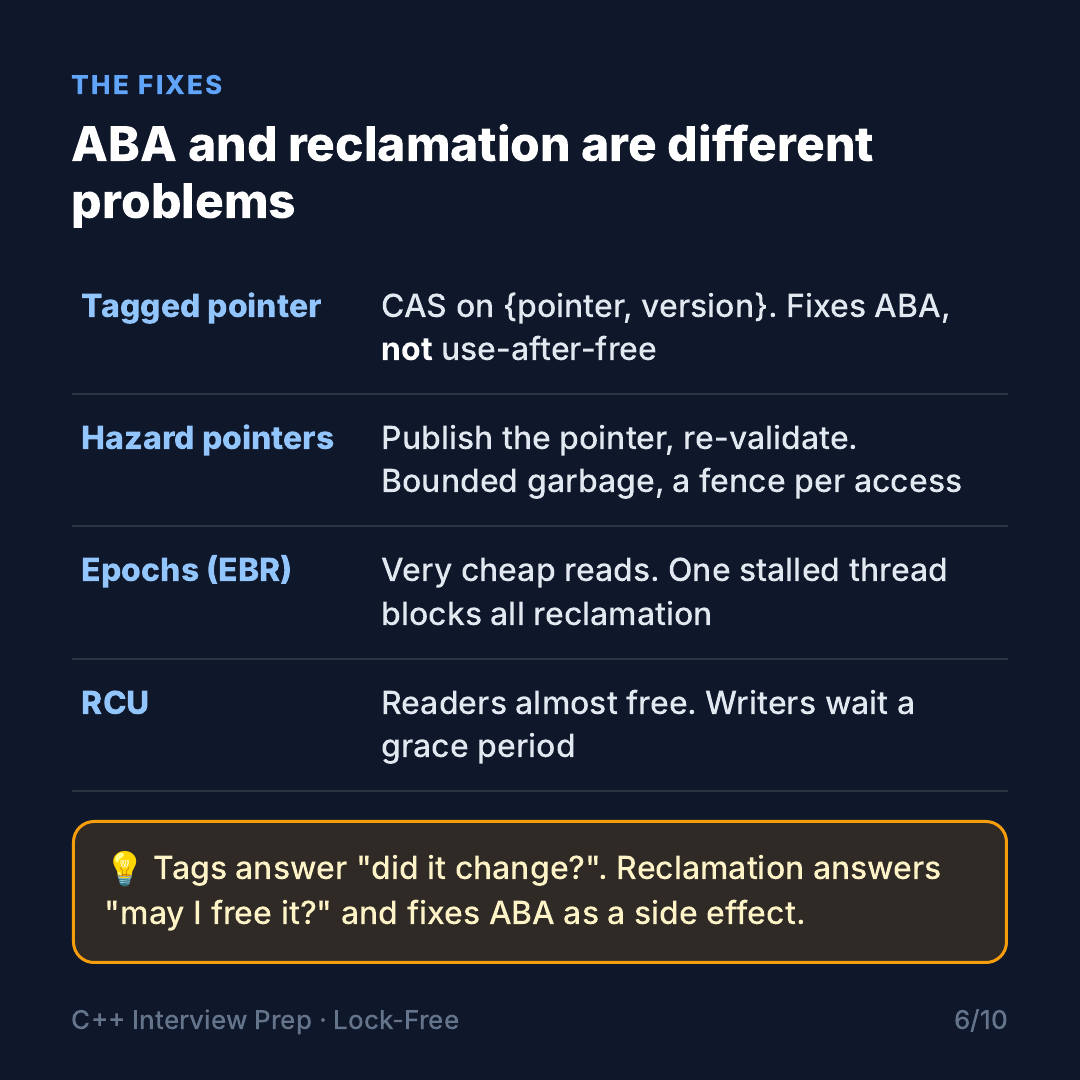 THE FIXES
ABA and reclamation are different
problems
Tagged pointer
CAS on {pointer, version}. Fixes ABA,
not use-after-free
Hazard pointers
Publish the pointer, re-validate.
Bounded garbage, a fence per access
Epochs (EBR)
Very cheap reads. One stalled thread
blocks all reclamation
RCU
Readers almost free. Writers wait a
grace period
💡 Tags answer "did it change?". Reclamation answers
"may I free it?" and fixes ABA as a side effect.
C++ Interview Prep · Lock-Free
6/10